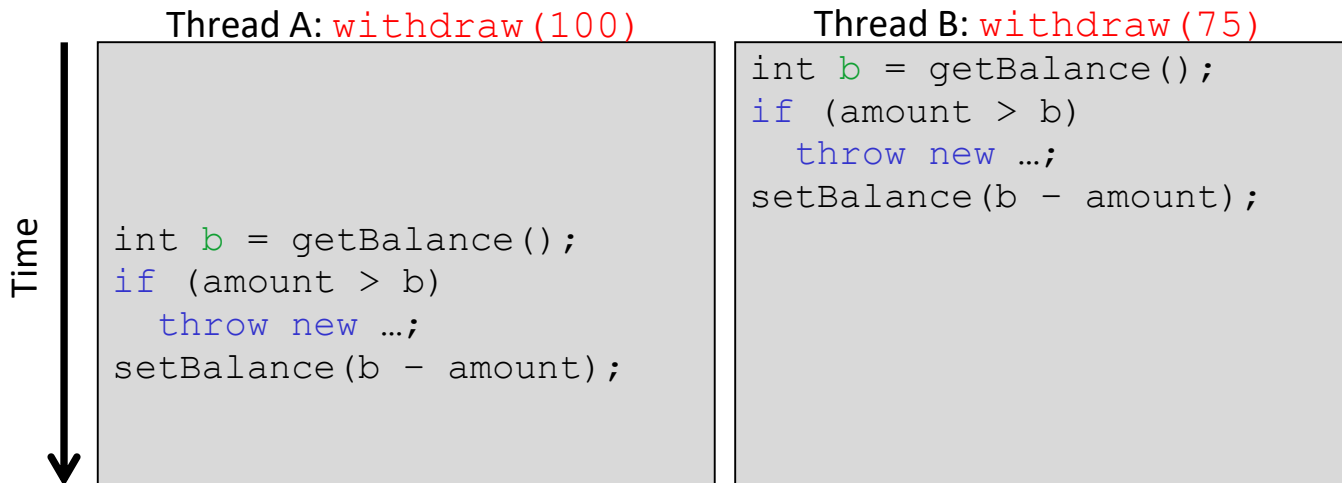 Thread A: withdraw(100)
Thread B: withdraw(75)
Time
int b = getBalance();
if (amount > b)
  throw new …;
setBalance(b – amount);
int b = getBalance();
if (amount > b)
  throw new …;
setBalance(b – amount);